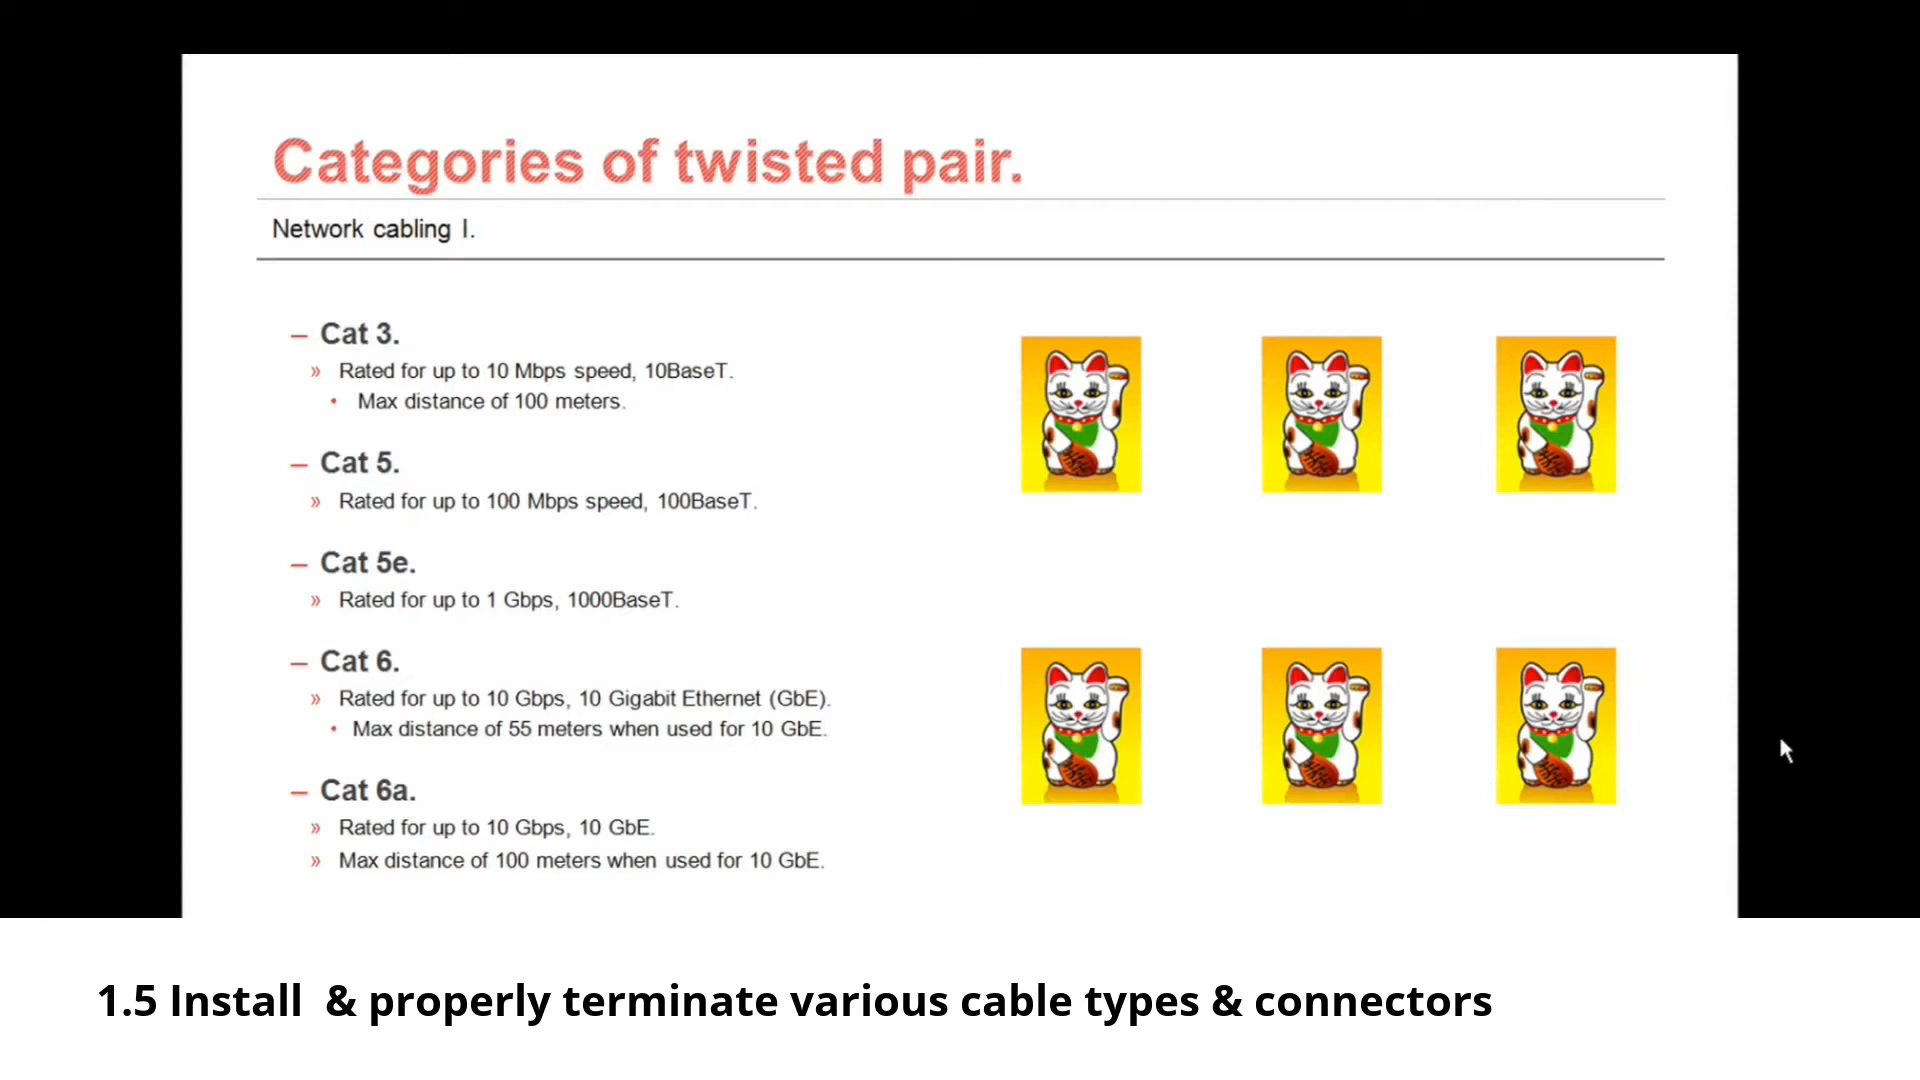 Categories of twisted pair.
Network cabling I.
– Cat 3.
» Rated for up to 10 Mbps speed, 10BaseT.
• Max distance of 100 meters.
– Cat 5.
» Rated for up to 100 Mbps speed, 100BaseT.
– Cat 5e.
» Rated for up to 1 Gbps, 1000BaseT.
– Cat 6.
» Rated for up to 10 Gbps, 10 Gigabit Ethernet (GbE).
• Max distance of 55 meters when used for 10 GbE.
– Cat 6a.
» Rated for up to 10 Gbps, 10 GbE.
» Max distance of 100 meters when used for 10 GbE.
1.5 Install  & properly terminate various cable types & connectors